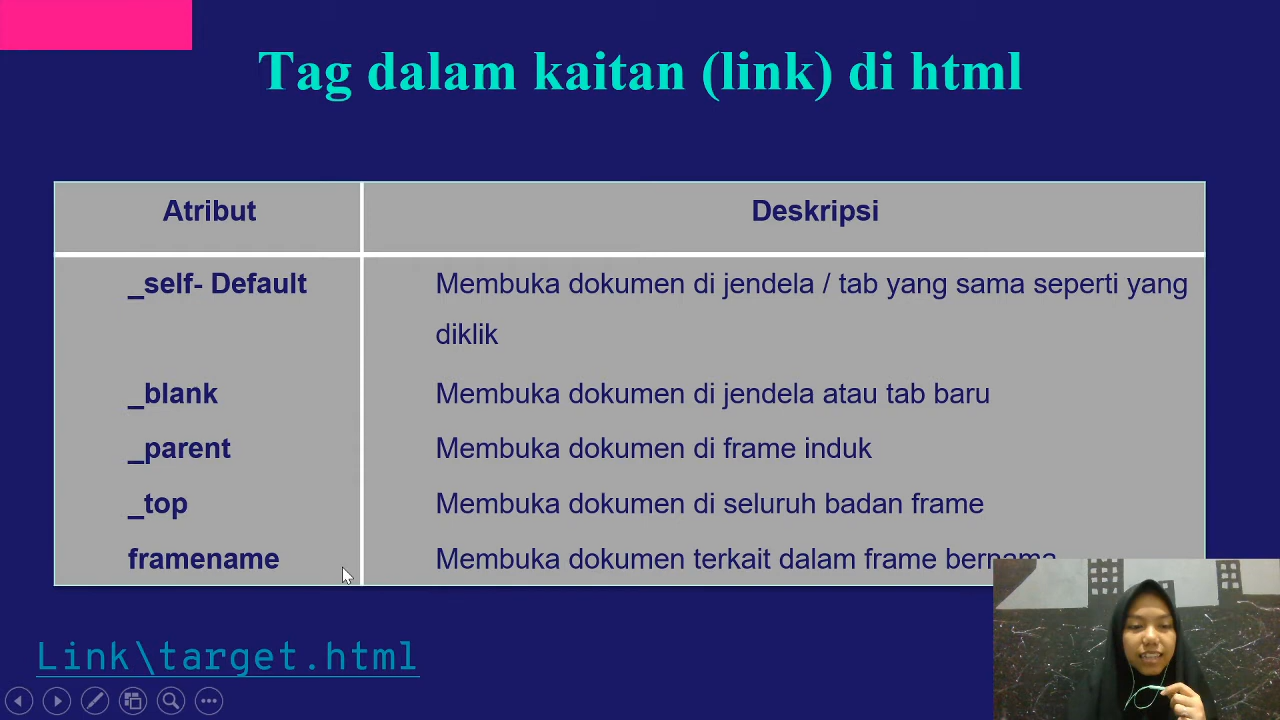 Tag dalam kaitan (link) di html
Atribut Deskripsi
_self- Default Membuka dokumen di jendela / tab yang sama seperti yang
diklik
_blank Membuka dokumen di jendela atau tab baru
_parent Membuka dokumen di frame induk
_top Membuka dokumen di seluruh badan frame
framename Membuka dokumen terkait dalam frame bernama
Link\target.html